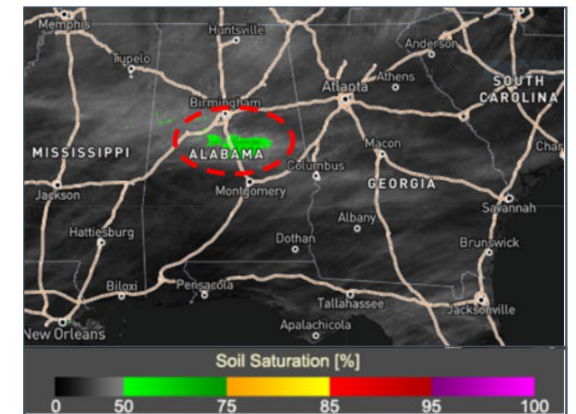 Memphis
Huntsville
Anderson
Tupelo
Athens
SOUTH
CAROLINA
Atlanta
Birmingham
MISSISSIPPI
ALABAMA
Macon
Char
Columbus
GEORGIA
Jackson
Montgomery
Savannah
Albany
Hattiesburg
Dothan
Brunswick
Biloxi
Pensacola
Tallahassee
Jacksonville
New Orleans
Apalachicola
Soil Saturation [%]
0 50 75 85 95 100